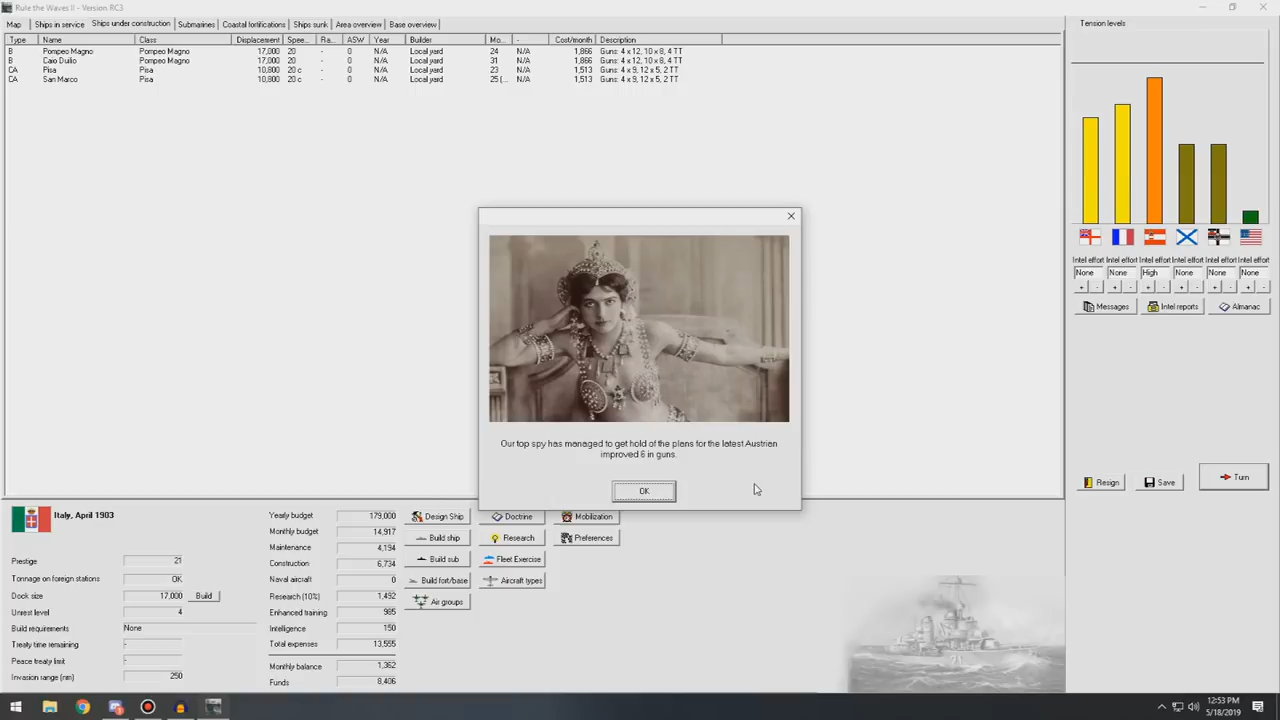 Rule the Waves II - Version RC3
Map Ships in service Ships under construction Submarines Coastal fortifications Ships sunk Area overview Base overview
Type Name Class Displacement Spee... Ra... ASW Year Builder Mo... - Cost/month Description
B Pompeo Magno Pompeo Magno 17,000 20 - 0 N/A Local yard 24 N/A 1,866 Guns: 4 x 12, 10 x 8, 4 TT
B Caio Duilio Pompeo Magno 17,000 20 - 0 N/A Local yard 31 N/A 1,866 Guns: 4 x 12, 10 x 8, 4 TT
CA Pisa Pisa 10,800 20 c - 0 N/A Local yard 23 N/A 1,513 Guns: 4 x 9, 12 x 5, 2 TT
CA San Marco Pisa 10,800 20 c - 0 N/A Local yard 25 (... N/A 1,513 Guns: 4 x 9, 12 x 5, 2 TT
Tension levels
Intel effort Intel effort Intel effort Intel effort Intel effort Intel effort
None None High None None None
+ - + - + - + - + - + -
Messages Intel reports Almanac
Resign Save Turn
Our top spy has managed to get hold of the plans for the latest Austrian
improved 6 in guns.
OK
Italy, April 1903
Prestige 21
Tonnage on foreign stations OK
Dock size 17,000 Build
Unrest level 4
Build requirements None
Treaty time remaining -
Peace treaty limit -
Invasion range (nm) 250
Yearly budget 179,000
Monthly budget 14,917
Maintenance 4,194
Construction 6,734
Naval aircraft 0
Research (10%) 1,492
Enhanced training 985
Intelligence 150
Total expenses 13,555
Monthly balance 1,362
Funds 8,406
Design Ship Doctrine Mobilization
Build ship Research Preferences
Build sub Fleet Exercise
Build fort/base Aircraft types
Air groups
71
12:53 PM
5/18/2019